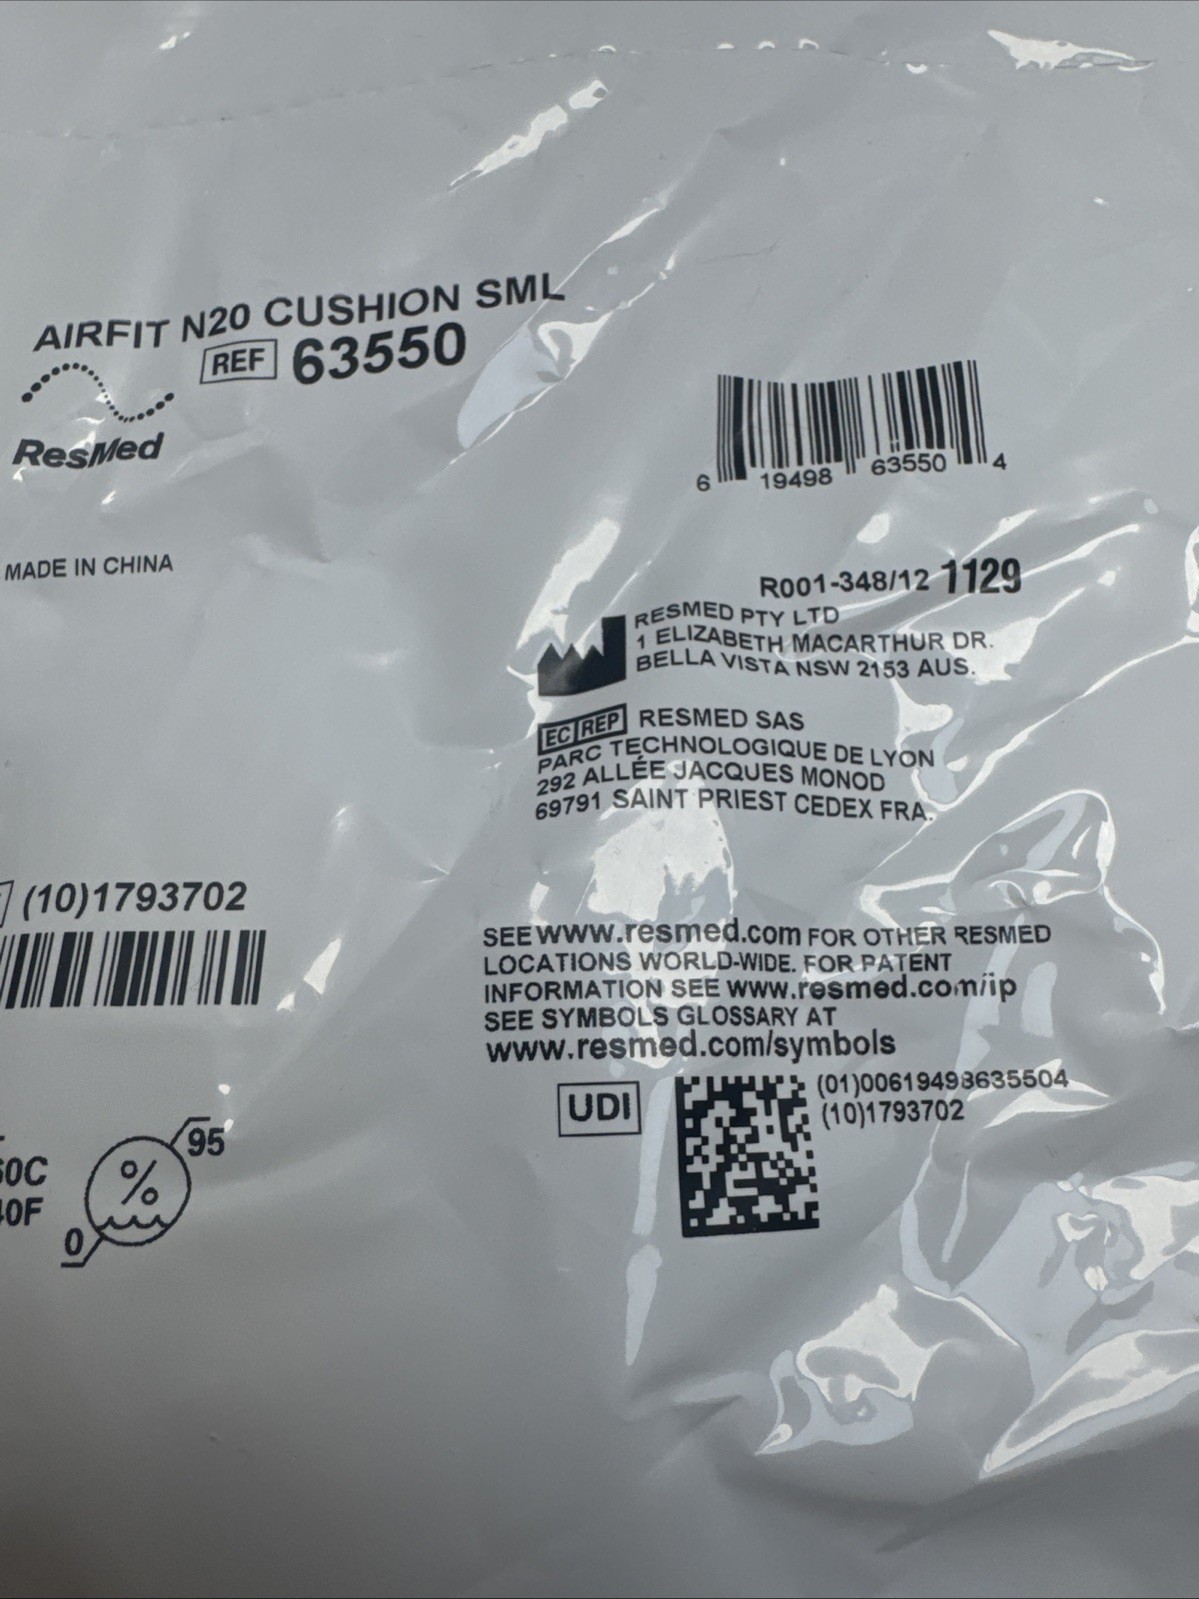 AIRFIT N20 CUSHION SML
REF 63550
ResMed
6 19498 63550 4
MADE IN CHINA
R001-348/12 1129
RESMED PTY LTD
1 ELIZABETH MACARTHUR DR.
BELLA VISTA NSW 2153 AUS.
EC REP RESMED SAS
PARC TECHNOLOGIQUE DE LYON
292 ALLÉE JACQUES MONOD
69791 SAINT PRIEST CEDEX FRA.
(10)1793702
SEE www.resmed.com FOR OTHER RESMED
LOCATIONS WORLD-WIDE. FOR PATENT
INFORMATION SEE www.resmed.com/ip
SEE SYMBOLS GLOSSARY AT
www.resmed.com/symbols
UDI
(01)00619498635504
(10)1793702
95
%
0